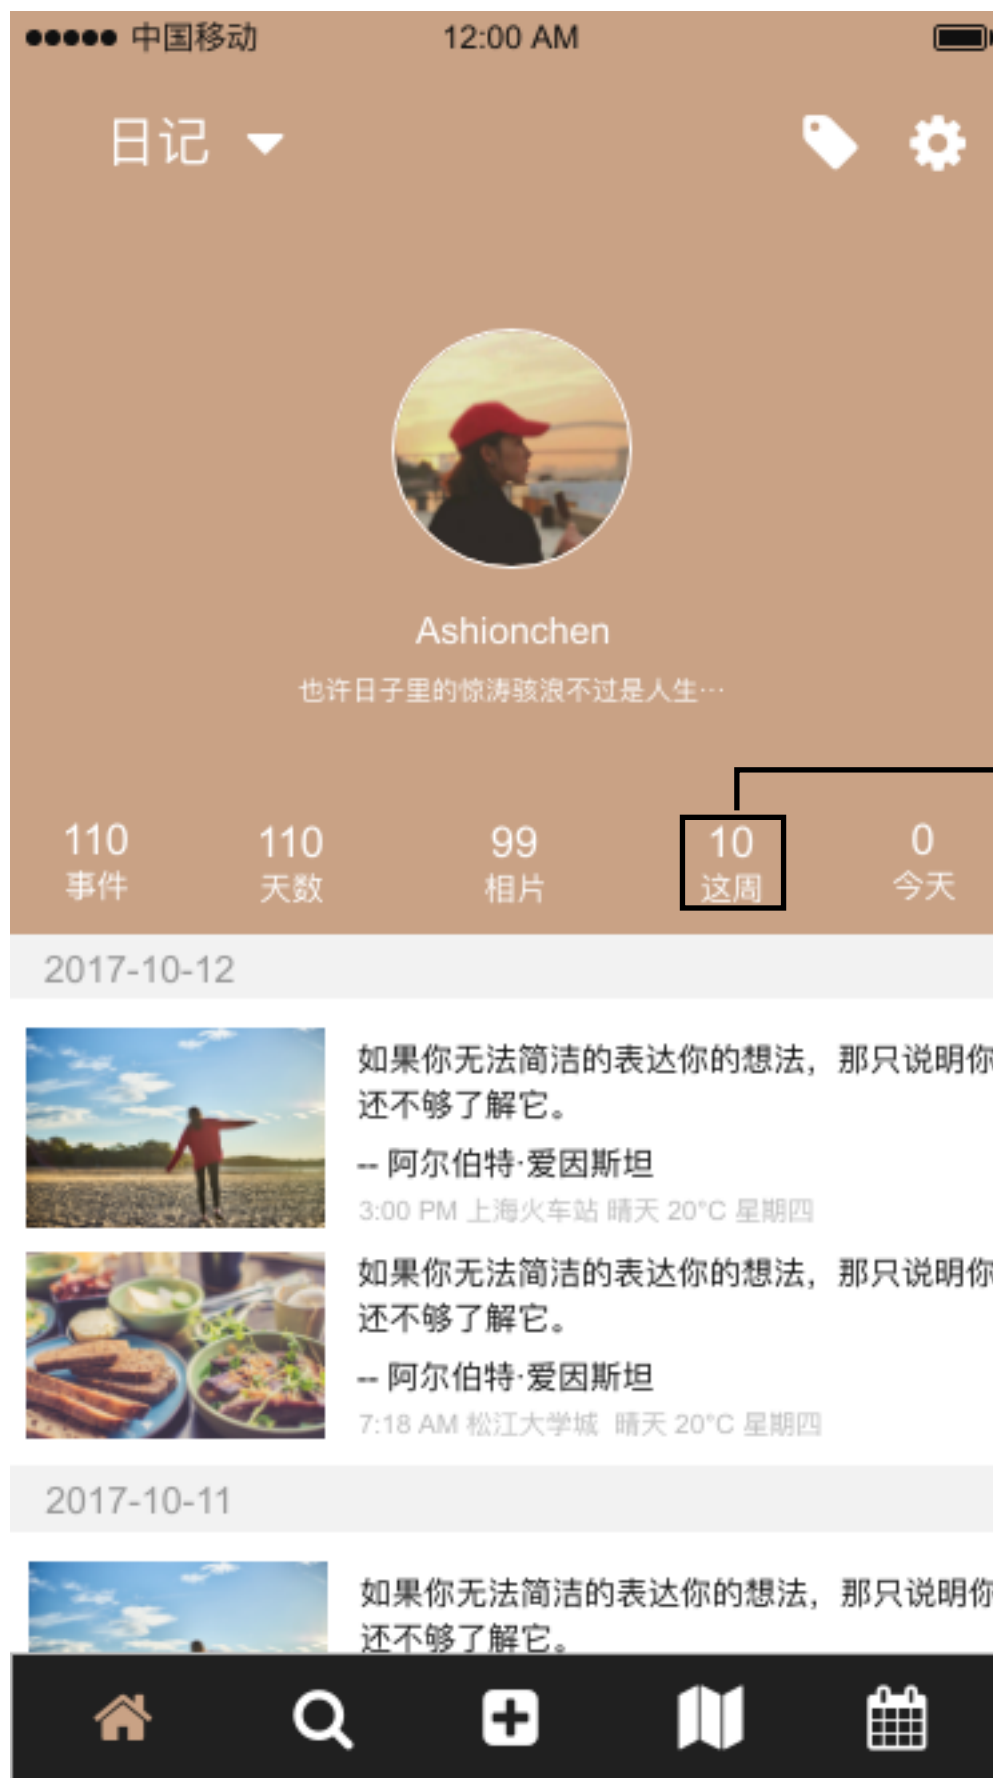 中国移动 12:00 AM
日记
Ashionchen
也许日子里的惊涛骇浪不过是人生…
110 110 99 10 0
事件 天数 相片 这周 今天
2017-10-12
如果你无法简洁的表达你的想法，那只说明你
还不够了解它。
-- 阿尔伯特·爱因斯坦
3:00 PM 上海火车站 晴天 20°C 星期四
如果你无法简洁的表达你的想法，那只说明你
还不够了解它。
-- 阿尔伯特·爱因斯坦
7:18 AM 松江大学城 晴天 20°C 星期四
2017-10-11
如果你无法简洁的表达你的想法，那只说明你
还不够了解它。